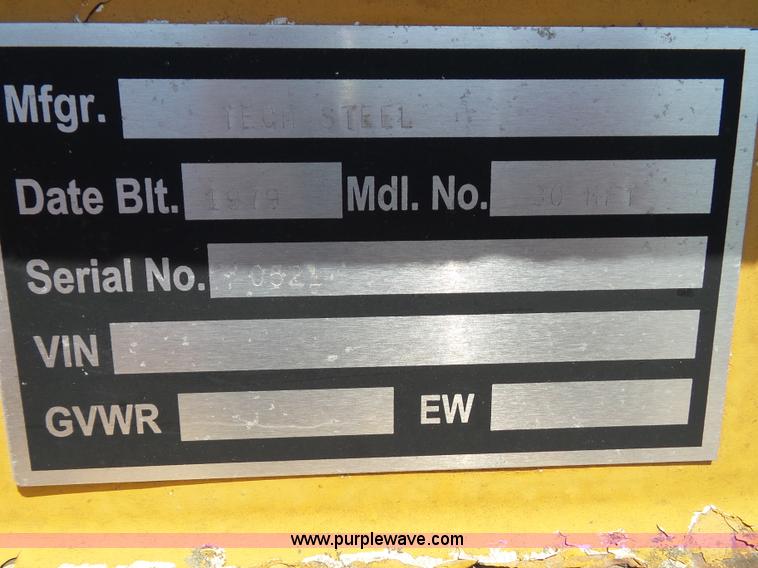 Mfgr. TECH STEEL
Date Blt. 1979 Mdl. No.
Serial No.
VIN
GVWR EW
www.purplewave.com